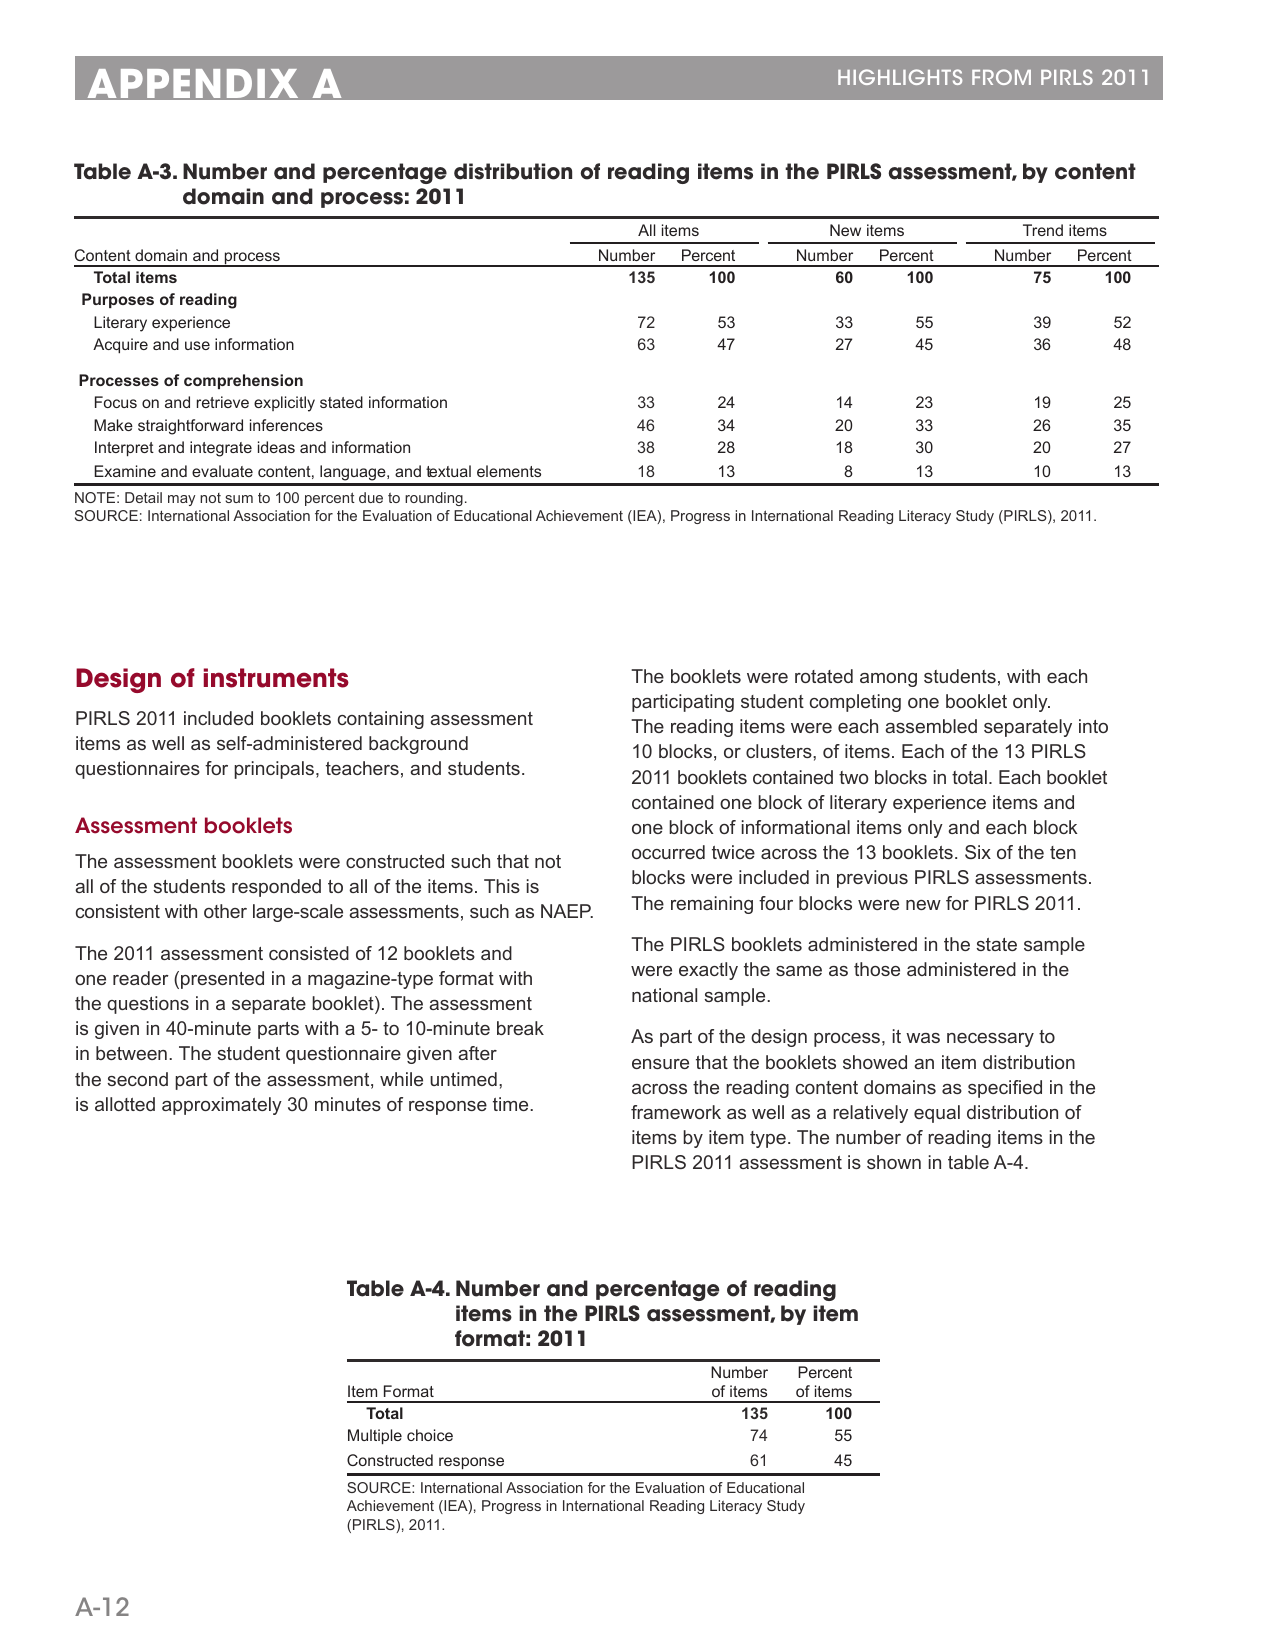 APPENDIX A
HIGHLIGHTS FROM PIRLS 2011
Table A-3. Number and percentage distribution of reading items in the PIRLS assessment, by content
domain and process: 2011
All items New items Trend items
Content domain and process Number Percent Number Percent Number Percent
Total items 135 100 60 100 75 100
Purposes of reading
Literary experience 72 53 33 55 39 52
Acquire and use information 63 47 27 45 36 48
Processes of comprehension
Focus on and retrieve explicitly stated information 33 24 14 23 19 25
Make straightforward inferences 46 34 20 33 26 35
Interpret and integrate ideas and information 38 28 18 30 20 27
Examine and evaluate content, language, and textual elements 18 13 8 13 10 13
NOTE: Detail may not sum to 100 percent due to rounding.
SOURCE: International Association for the Evaluation of Educational Achievement (IEA), Progress in International Reading Literacy Study (PIRLS), 2011.
Design of instruments
PIRLS 2011 included booklets containing assessment
items as well as self-administered background
questionnaires for principals, teachers, and students.
Assessment booklets
The assessment booklets were constructed such that not
all of the students responded to all of the items. This is
consistent with other large-scale assessments, such as NAEP.
The 2011 assessment consisted of 12 booklets and
one reader (presented in a magazine-type format with
the questions in a separate booklet). The assessment
is given in 40-minute parts with a 5- to 10-minute break
in between. The student questionnaire given after
the second part of the assessment, while untimed,
is allotted approximately 30 minutes of response time.
The booklets were rotated among students, with each
participating student completing one booklet only.
The reading items were each assembled separately into
10 blocks, or clusters, of items. Each of the 13 PIRLS
2011 booklets contained two blocks in total. Each booklet
contained one block of literary experience items and
one block of informational items only and each block
occurred twice across the 13 booklets. Six of the ten
blocks were included in previous PIRLS assessments.
The remaining four blocks were new for PIRLS 2011.
The PIRLS booklets administered in the state sample
were exactly the same as those administered in the
national sample.
As part of the design process, it was necessary to
ensure that the booklets showed an item distribution
across the reading content domains as specified in the
framework as well as a relatively equal distribution of
items by item type. The number of reading items in the
PIRLS 2011 assessment is shown in table A-4.
Table A-4. Number and percentage of reading
items in the PIRLS assessment, by item
format: 2011
Number Percent
Item Format of items of items
Total 135 100
Multiple choice 74 55
Constructed response 61 45
SOURCE: International Association for the Evaluation of Educational
Achievement (IEA), Progress in International Reading Literacy Study
(PIRLS), 2011.
A-12